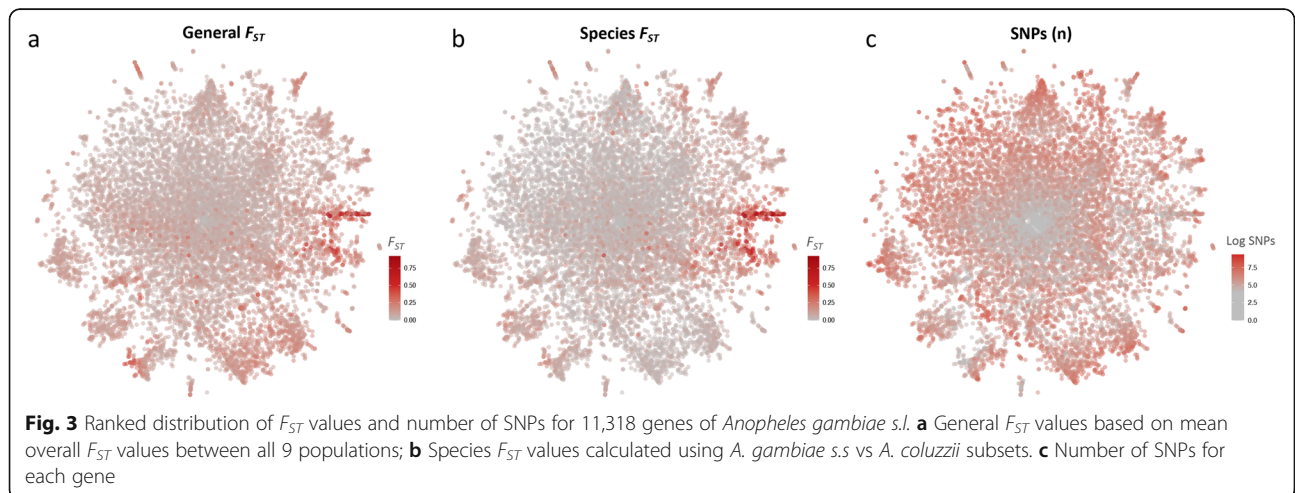 a
General FST
b
Species FST
c
SNPs (n)
FST
0.75
0.50
0.25
0.00
FST
0.75
0.50
0.25
0.00
Log SNPs
7.5
5.0
2.5
0.0
Fig. 3 Ranked distribution of FST values and number of SNPs for 11,318 genes of Anopheles gambiae s.l. a General FST values based on mean
overall FST values between all 9 populations; b Species FST values calculated using A. gambiae s.s vs A. coluzzii subsets. c Number of SNPs for
each gene